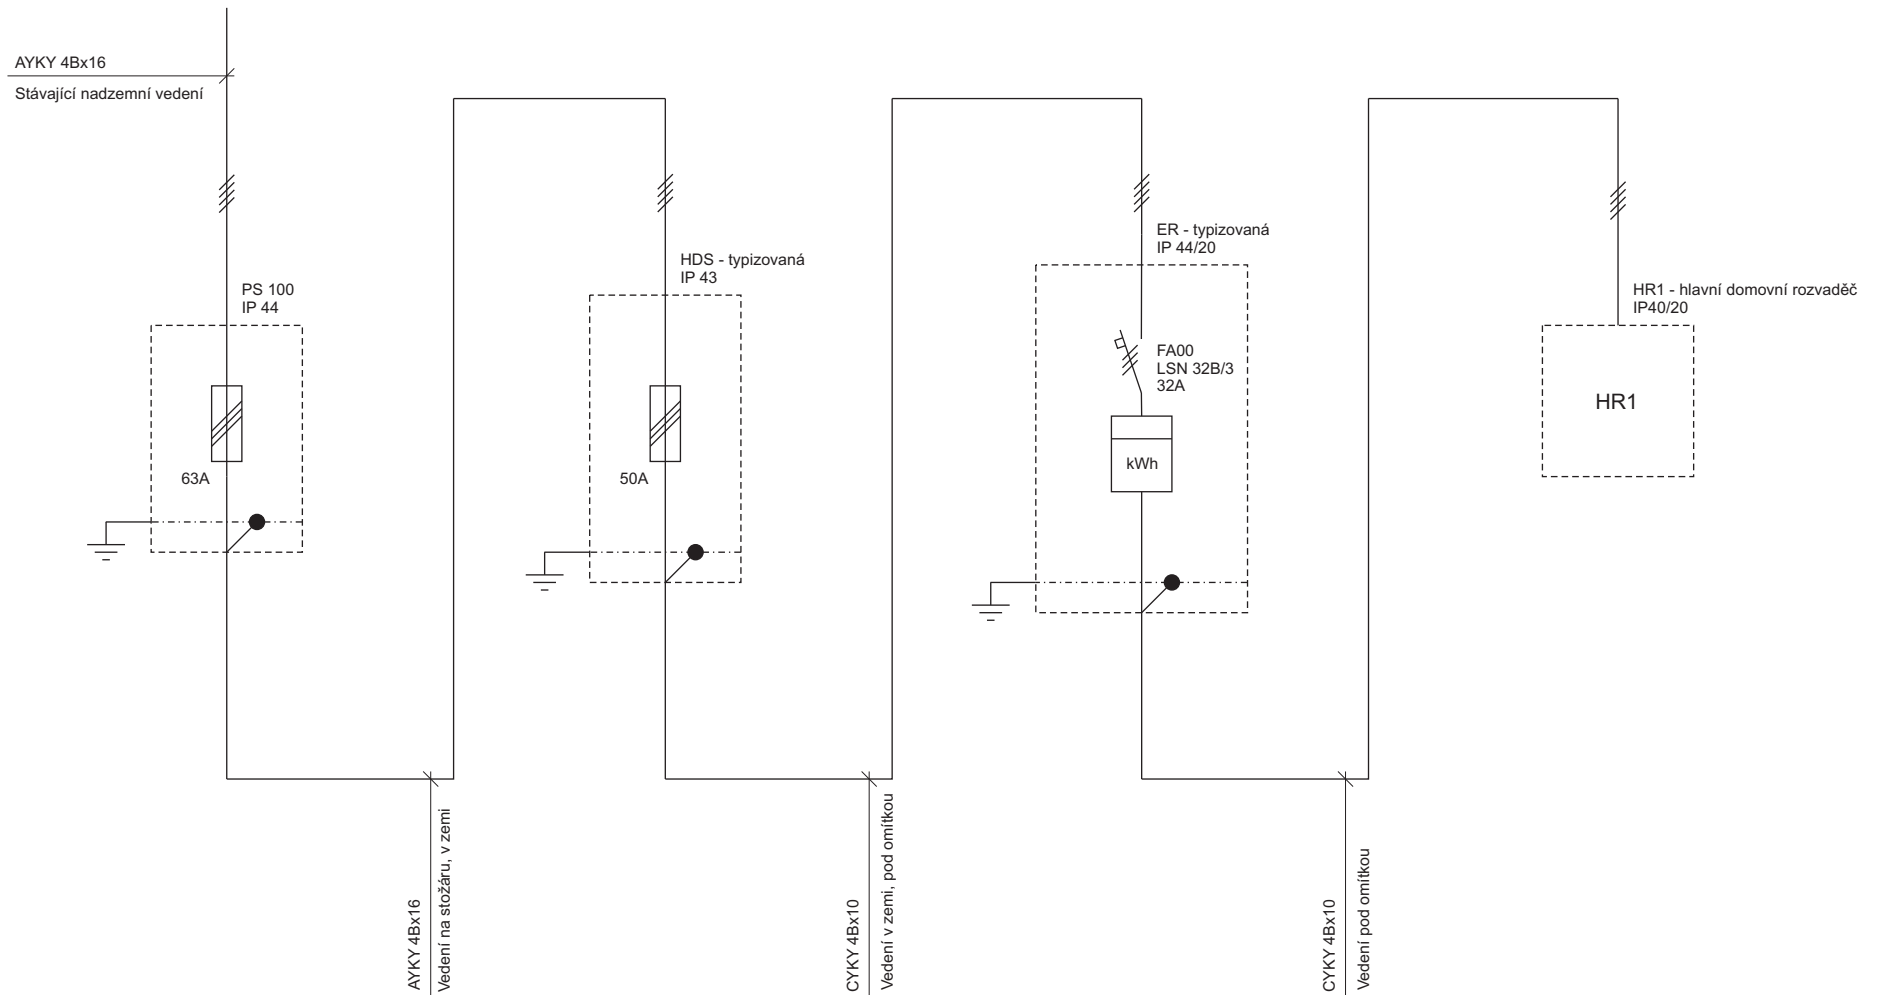 AYKY 4Bx16
Stávající nadzemní vedení
PS 100
IP 44
63A
AYKY 4Bx16
Vedení na stožáru, v zemi
HDS - typizovaná
IP 43
50A
CYKY 4Bx10
Vedení v zemi, pod omítkou
ER - typizovaná
IP 44/20
FA00
LSN 32B/3
32A
kWh
CYKY 4Bx10
Vedení pod omítkou
HR1 - hlavní domovní rozvaděč
IP40/20
HR1